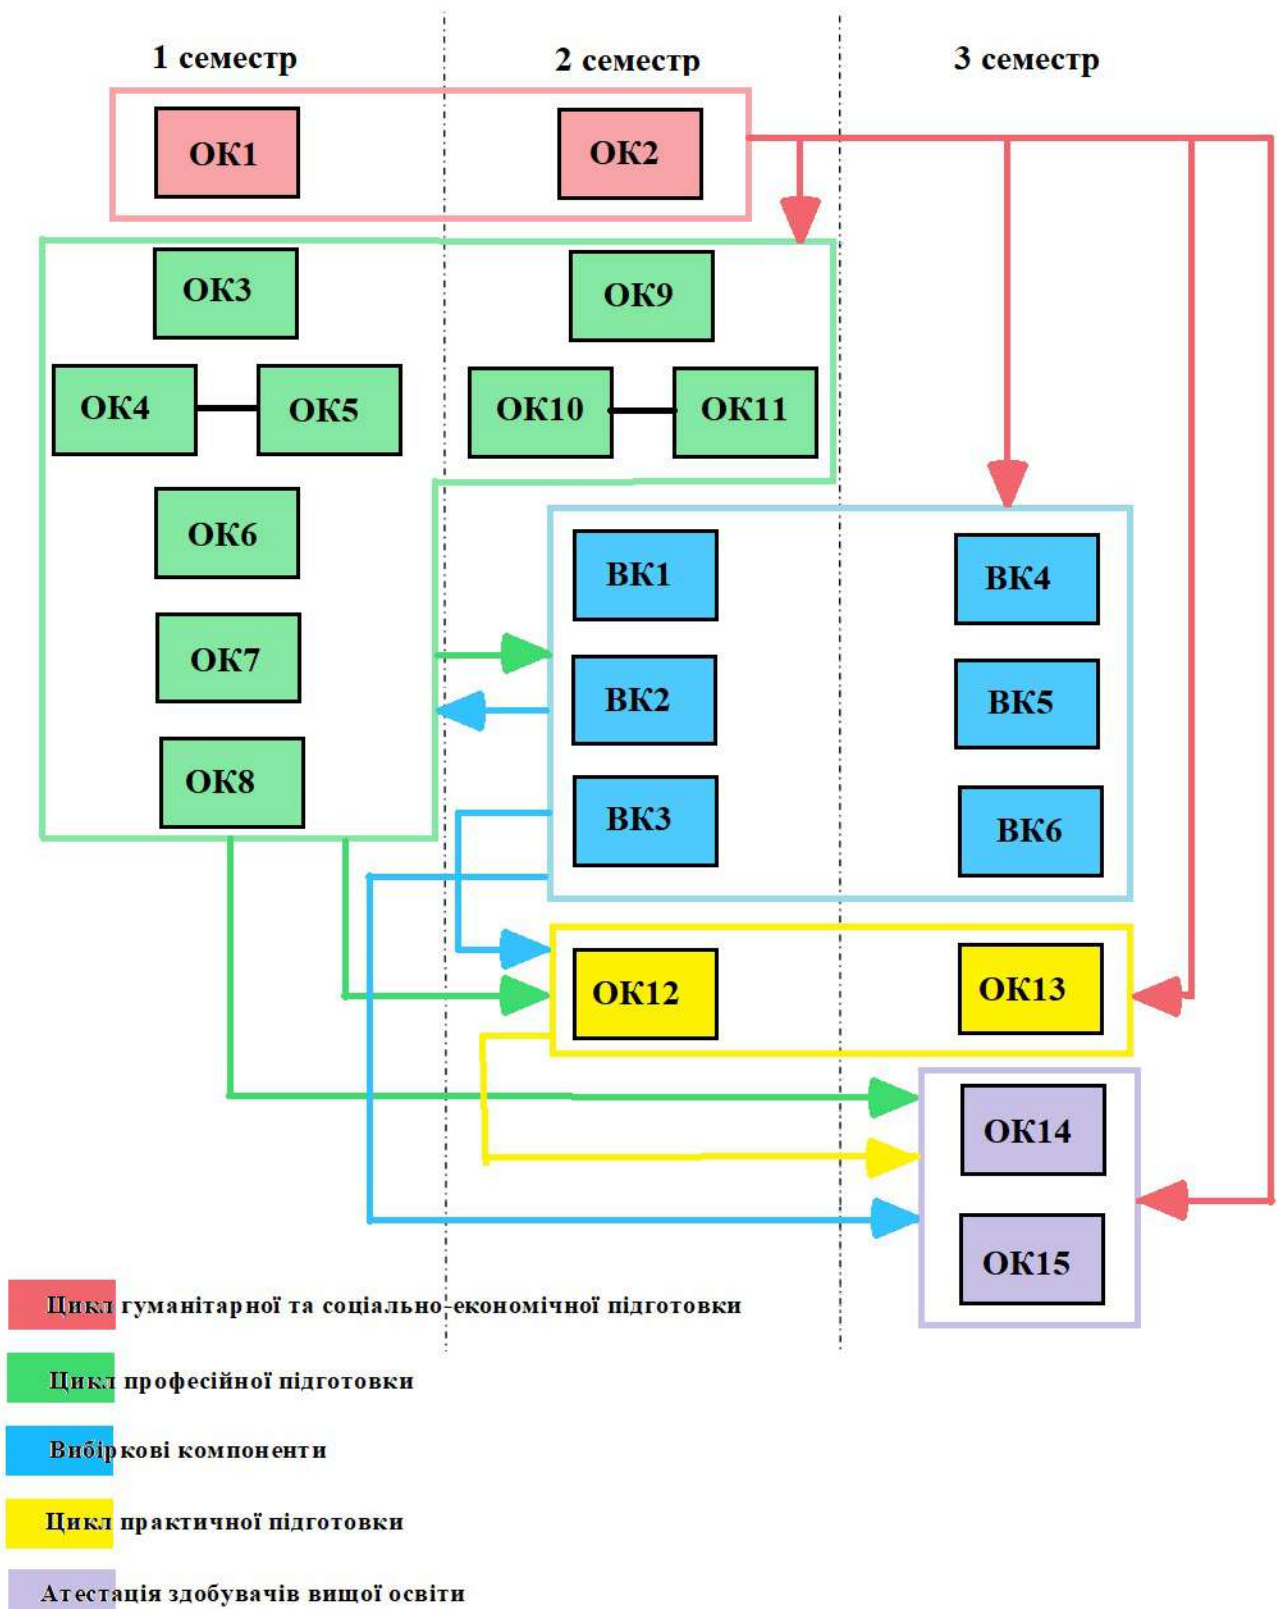 1 семестр
2 семестр
3 семестр
ОК1
ОК2
ОК3
ОК9
ОК4
ОК5
ОК10
ОК11
ОК6
ВК1
ВК4
ОК7
ВК2
ВК5
ОК8
ВК3
ВК6
ОК12
ОК13
ОК14
ОК15
Цикл гуманітарної та соціально-економічної підготовки
Цикл професійної підготовки
Вибіркові компоненти
Цикл практичної підготовки
Атестація здобувачів вищої освіти